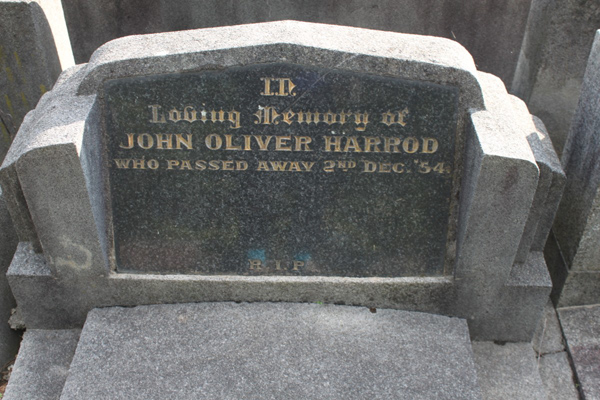 In
Loving Memory of
JOHN OLIVER HARROD
WHO PASSED AWAY 2ND DEC. '54.
R.I.P.